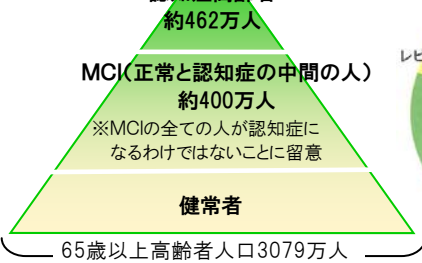 約462万人
MCI(正常と認知症の中間の人)
約400万人
※MCIの全ての人が認知症に
なるわけではないことに留意
健常者
65歳以上高齢者人口3079万人
レビ